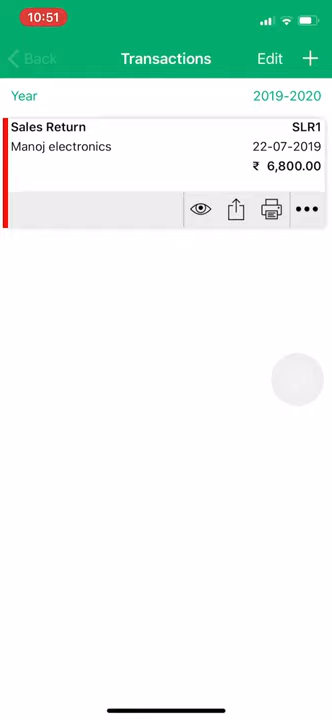 10:51
Back Transactions Edit +
Year 2019-2020
Sales Return SLR1
Manoj electronics 22-07-2019
₹ 6,800.00